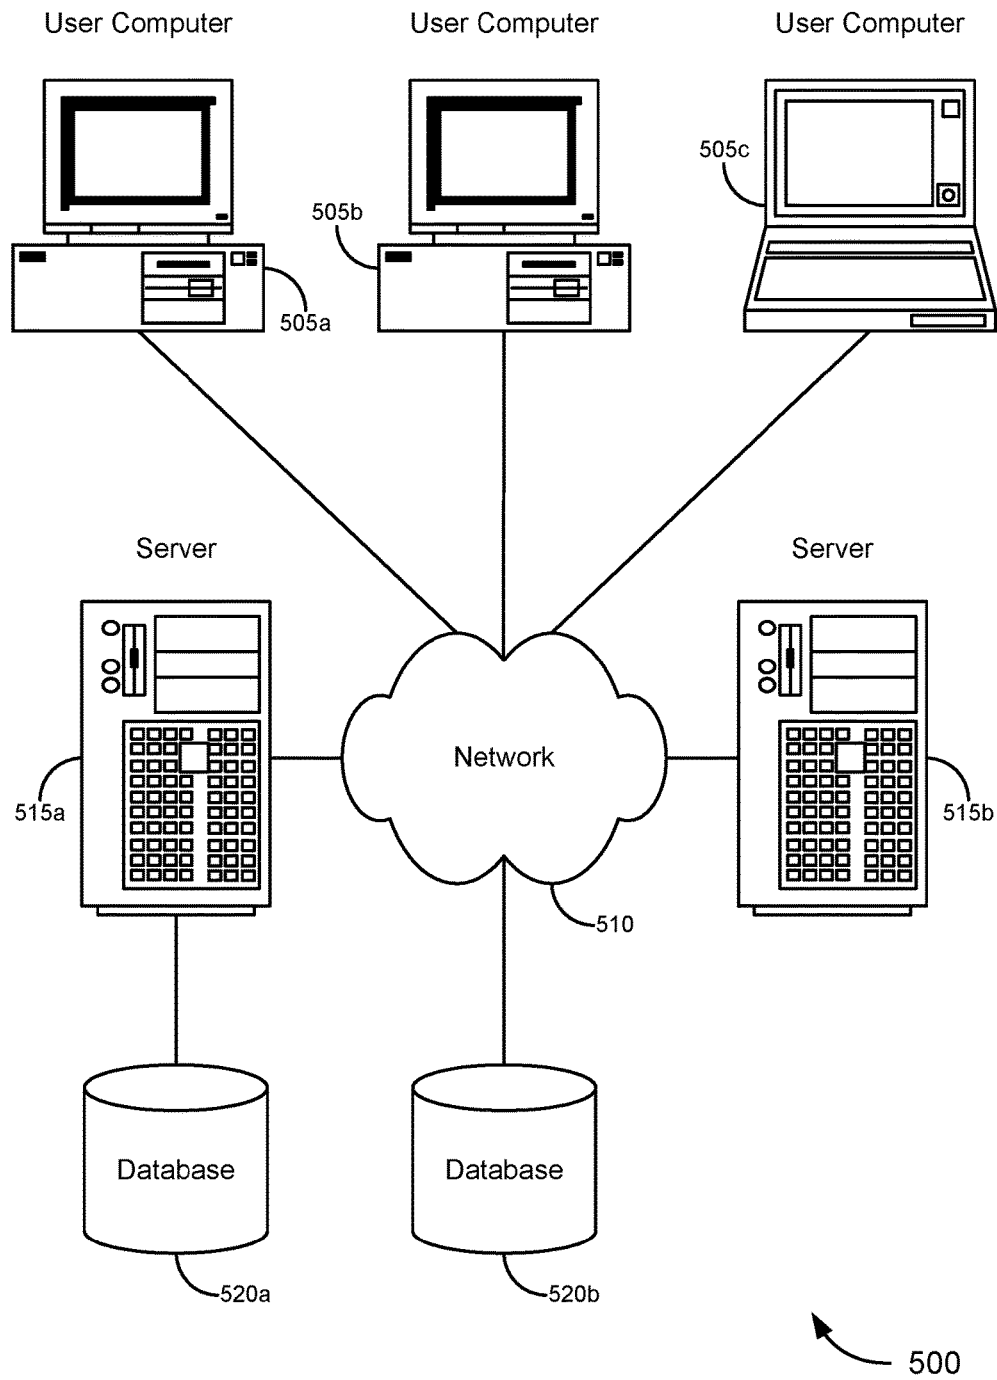 User Computer
User Computer
User Computer
505c
505b
505a
Server
Server
Network
515a
515b
510
Database
Database
520a
520b
500